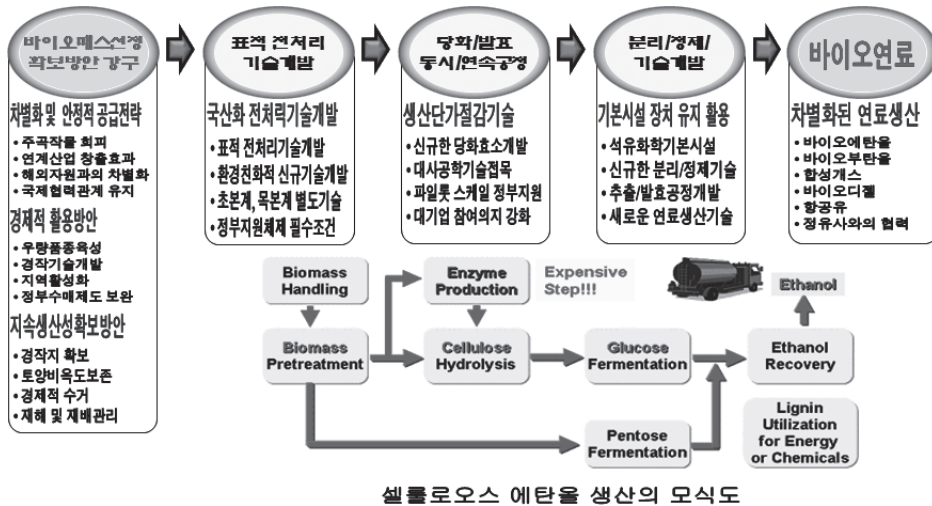 바이오매스선정
확보방안 강구
차별화 및 안정적 공급전략
• 주곡작물 회피
• 연계산업 창출효과
• 해외자원과의 차별화
• 국제협력관계 유지
경제적 활용방안
• 우량품종육성
• 경작기술개발
• 지역활성화
• 정부수매제도 보완
지속생산성확보방안
• 경작지 확보
• 토양비옥도보존
• 경제적 수거
• 재해 및 재배관리
표적 전처리
기술개발
국산화 전처력기술개발
• 표적 전처리기술개발
• 환경친화적 신규기술개발
• 초본계, 목본계 별도기술
• 정부지원체제 필수조건
당화/발표
동시/연속공정
생산단가절감기술
• 신규한 당화효소개발
• 대사공학기술접목
• 파일롯 스케일 정부지원
• 대기업 참여의지 강화
분리/정제/
기술개발
기본시설 장치 유지 활용
• 석유화학기본시설
• 신규한 분리/정제기술
• 추출/발효공정개발
• 새로운 연료생산기술
바이오연료
차별화된 연료생산
• 바이오에탄올
• 바이오부탄올
• 합성개스
• 바이오디젤
• 항공유
• 정유사와의 협력
Biomass
Handling
Enzyme
Production
Expensive
Step!!!
Ethanol
Biomass
Pretreatment
Cellulose
Hydrolysis
Glucose
Fermentation
Ethanol
Recovery
Pentose
Fermentation
Lignin
Utilization
for Energy
or Chemicals
셀룰로오스 에탄올 생산의 모식도